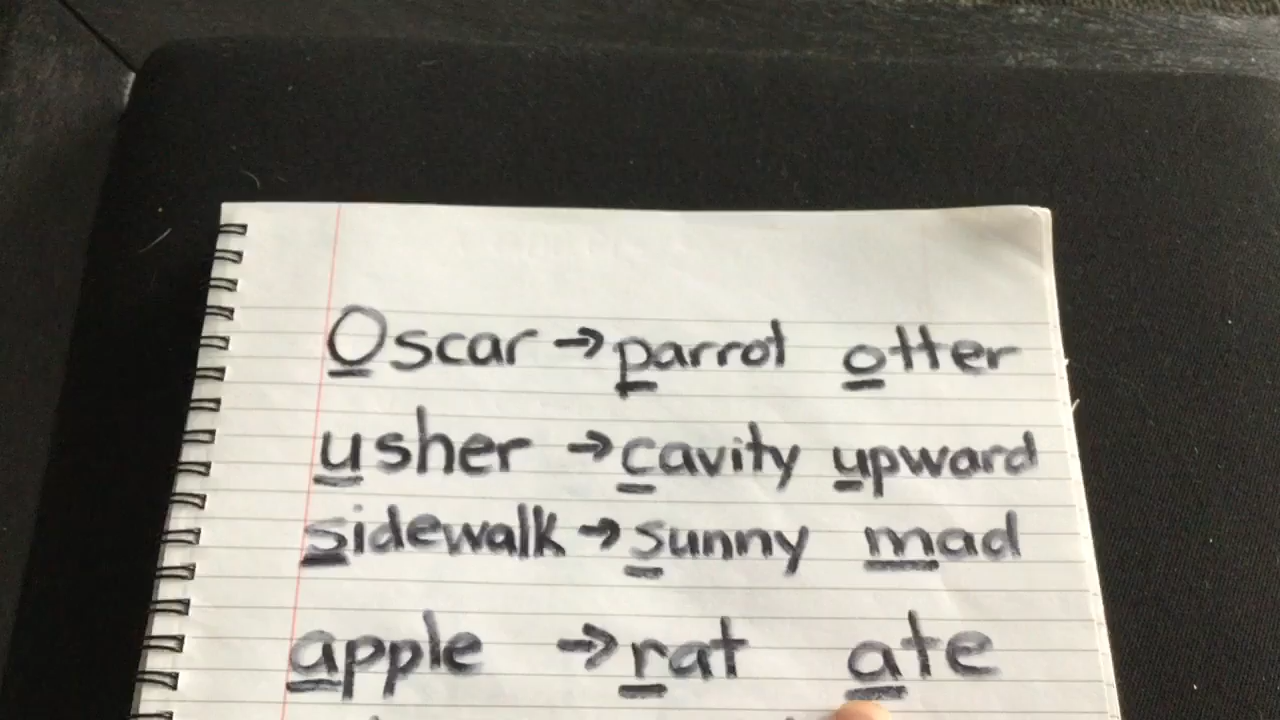 Oscar → parrot otter
usher → cavity upward
sidewalk → sunny mad
apple → rat ate